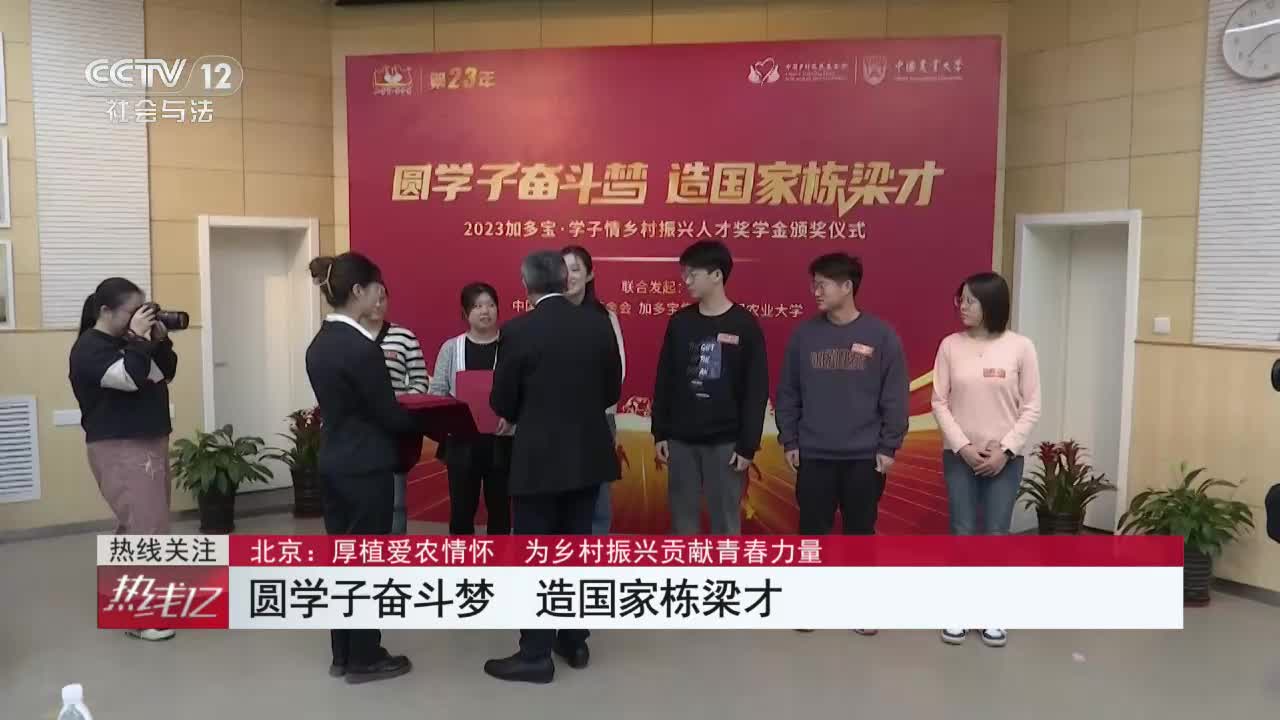 CCTV 12
社会与法
第23年
中国农业大学
圆学子奋斗梦 造国家栋梁才
2023加多宝·学子情乡村振兴人才奖学金颁奖仪式
联合发起:
热线关注
北京：厚植爱农情怀 为乡村振兴贡献青春力量
热线12
圆学子奋斗梦 造国家栋梁才